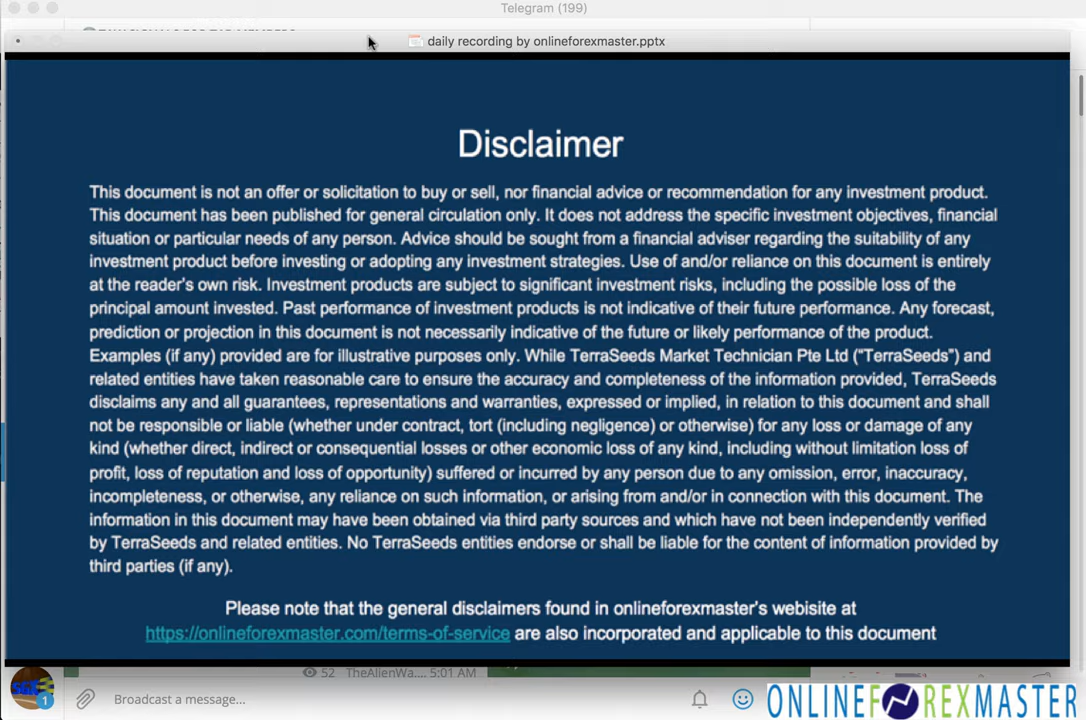 Telegram (199)
daily recording by onlineforexmaster.pptx
Disclaimer
This document is not an offer or solicitation to buy or sell, nor financial advice or recommendation for any investment product.
This document has been published for general circulation only. It does not address the specific investment objectives, financial
situation or particular needs of any person. Advice should be sought from a financial adviser regarding the suitability of any
investment product before investing or adopting any investment strategies. Use of and/or reliance on this document is entirely
at the reader's own risk. Investment products are subject to significant investment risks, including the possible loss of the
principal amount invested. Past performance of investment products is not indicative of their future performance. Any forecast,
prediction or projection in this document is not necessarily indicative of the future or likely performance of the product.
Examples (if any) provided are for illustrative purposes only. While TerraSeeds Market Technician Pte Ltd (“TerraSeeds”) and
related entities have taken reasonable care to ensure the accuracy and completeness of the information provided, TerraSeeds
disclaims any and all guarantees, representations and warranties, expressed or implied, in relation to this document and shall
not be responsible or liable (whether under contract, tort (including negligence) or otherwise) for any loss or damage of any
kind (whether direct, indirect or consequential losses or other economic loss of any kind, including without limitation loss of
profit, loss of reputation and loss of opportunity) suffered or incurred by any person due to any omission, error, inaccuracy,
incompleteness, or otherwise, any reliance on such information, or arising from and/or in connection with this document. The
information in this document may have been obtained via third party sources and which have not been independently verified
by TerraSeeds and related entities. No TerraSeeds entities endorse or shall be liable for the content of information provided by
third parties (if any).
Please note that the general disclaimers found in onlineforexmaster's webisite at
https://onlineforexmaster.com/terms-of-service are also incorporated and applicable to this document
52 TheAlienWa.... 5:01 AM
1
Broadcast a message...
ONLINEFOREXMASTER